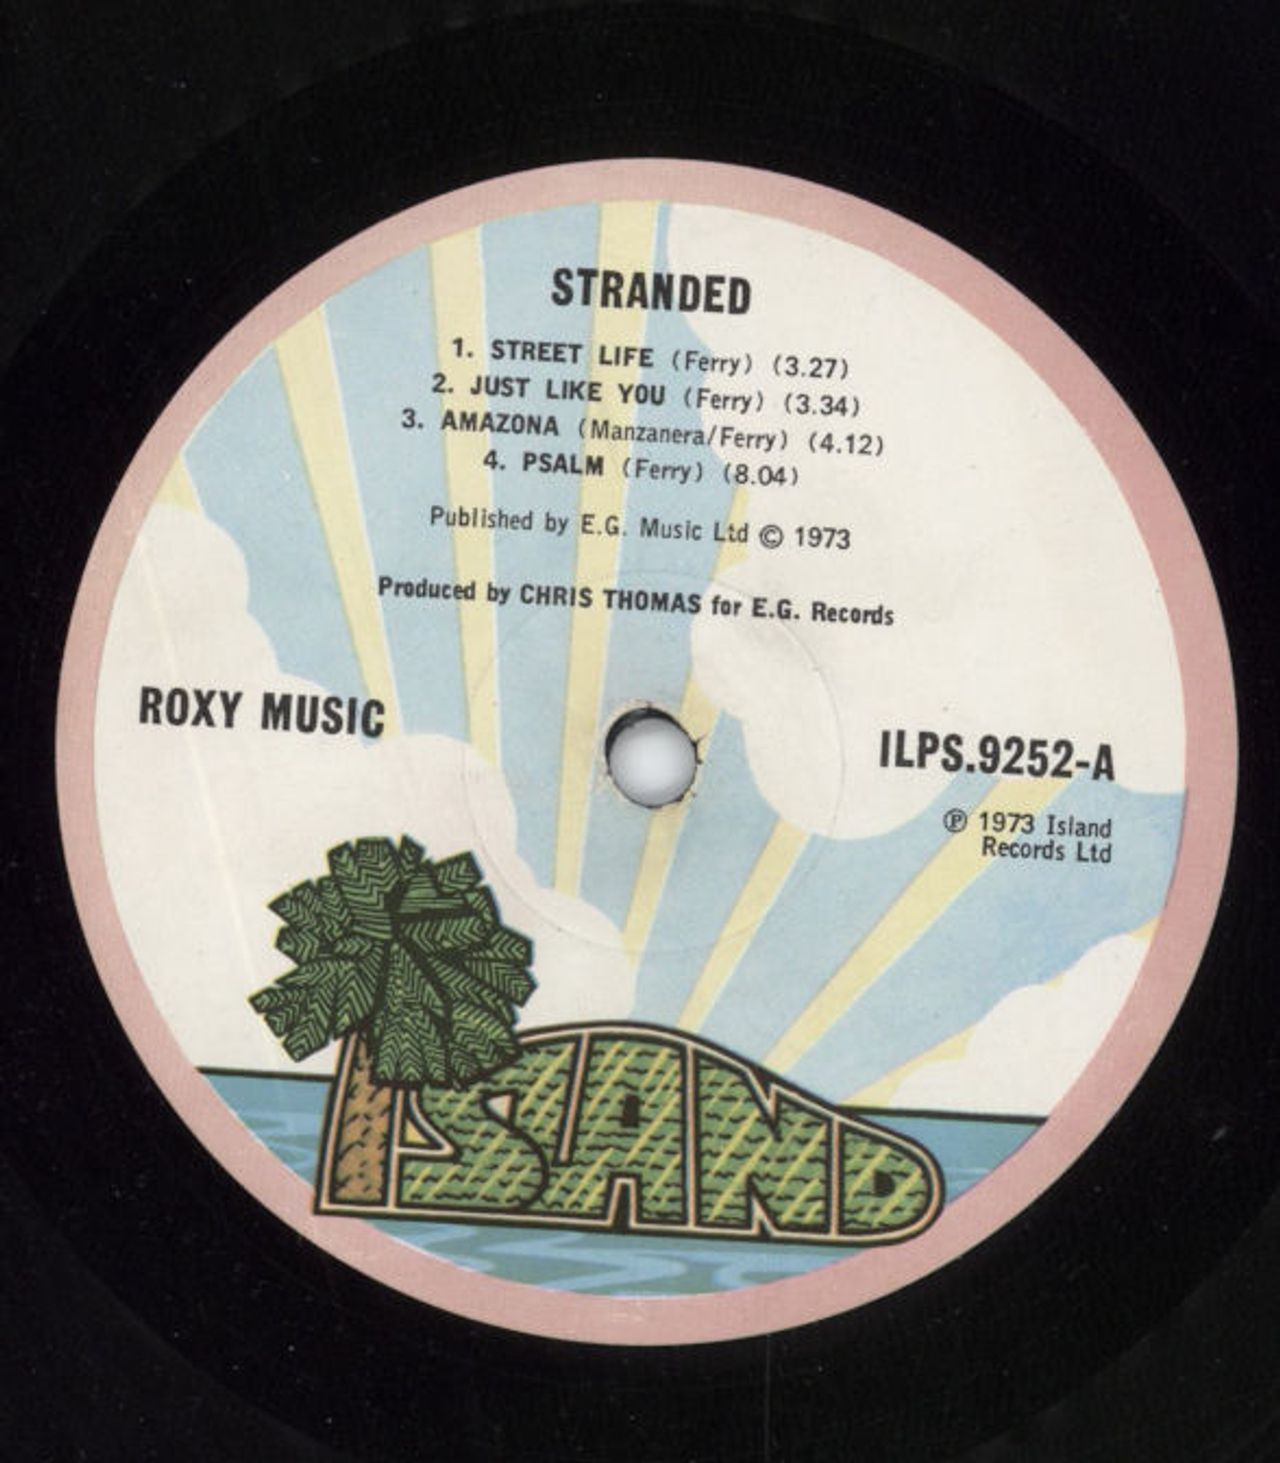 STRANDED
1. STREET LIFE (Ferry) (3.27)
2. JUST LIKE YOU (Ferry) (3.34)
3. AMAZONA (Manzanera/Ferry) (4.12)
4. PSALM (Ferry) (8.04)
Published by E.G. Music Ltd © 1973
Produced by CHRIS THOMAS for E.G. Records
ROXY MUSIC
ILPS.9252-A
℗ 1973 Island
Records Ltd
ISLAND